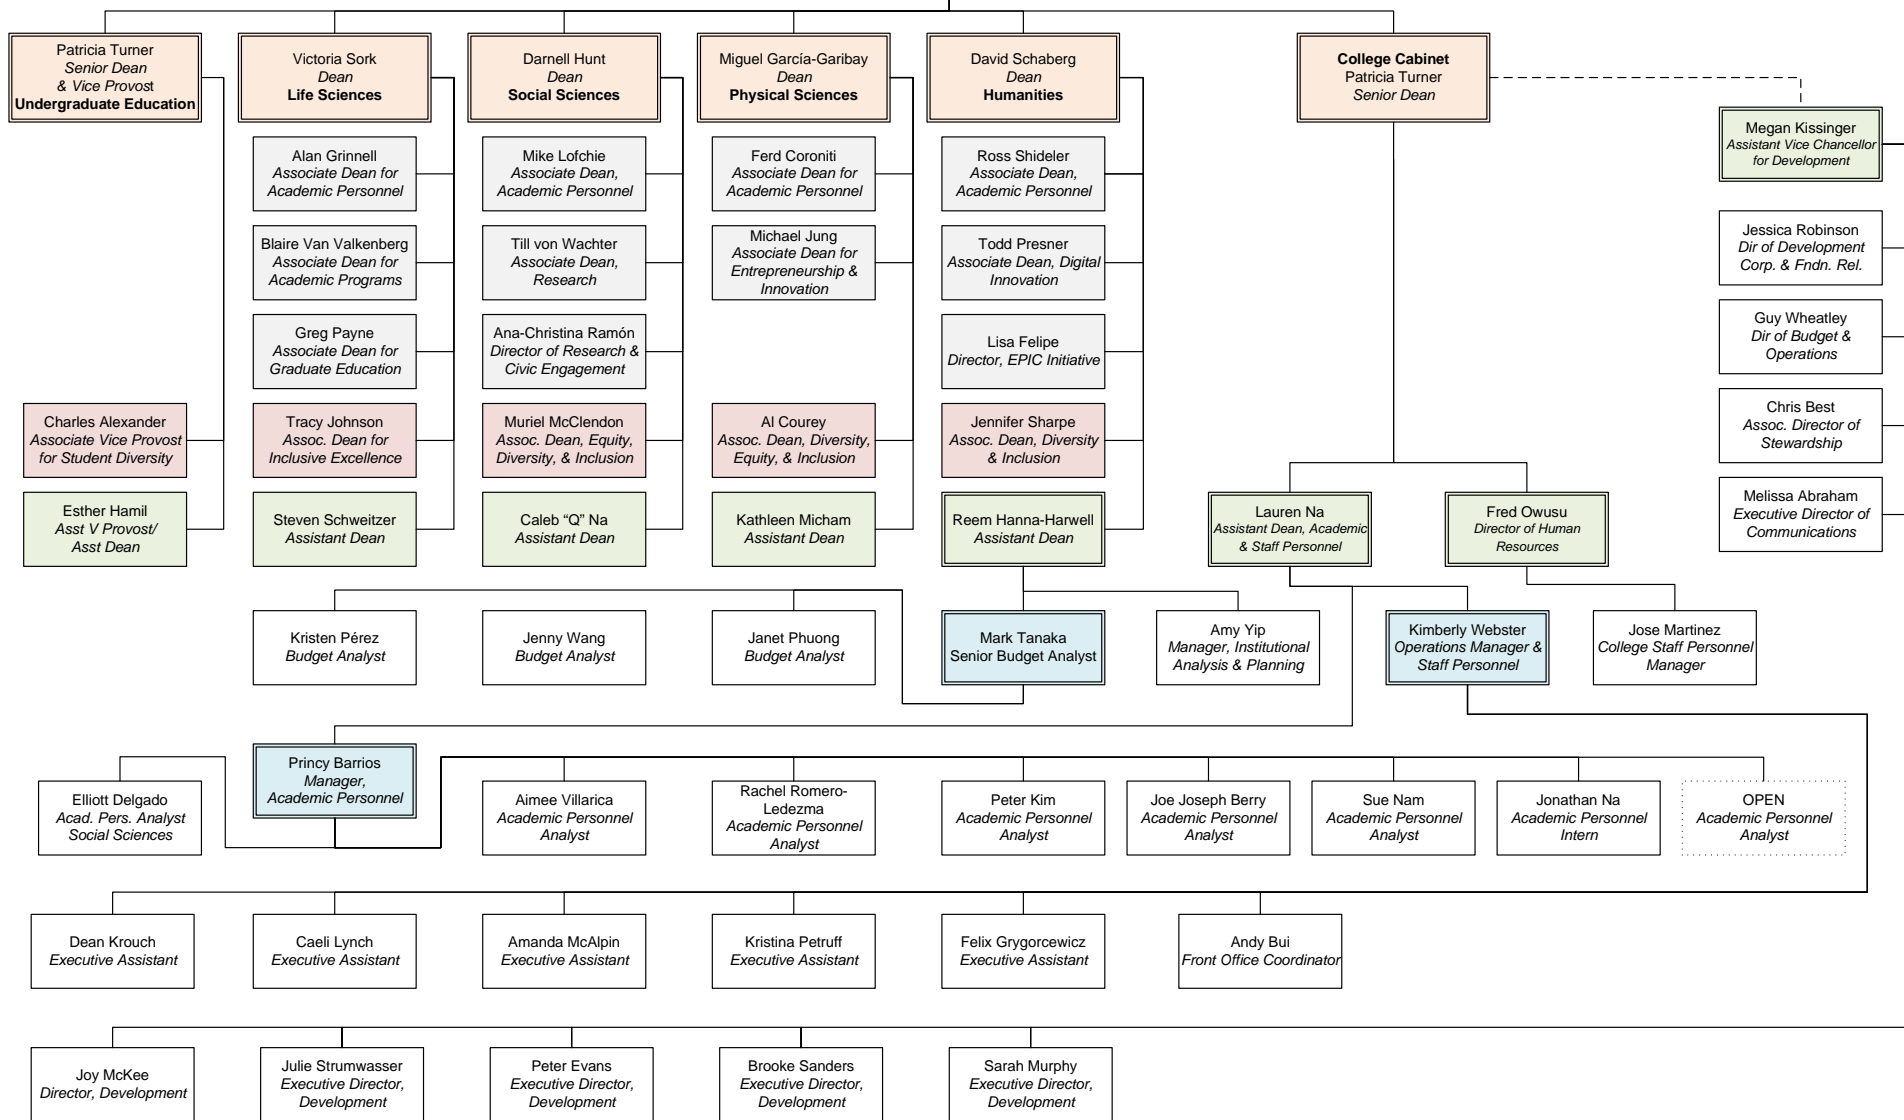 Patricia Turner
Senior Dean
& Vice Provost
Undergraduate Education
Victoria Sork
Dean
Life Sciences
Darnell Hunt
Dean
Social Sciences
Miguel García-Garibay
Dean
Physical Sciences
David Schaberg
Dean
Humanities
College Cabinet
Patricia Turner
Senior Dean
Megan Kissinger
Assistant Vice Chancellor
for Development
Alan Grinnell
Associate Dean for
Academic Personnel
Mike Lofchie
Associate Dean,
Academic Personnel
Ferd Coroniti
Associate Dean for
Academic Personnel
Ross Shideler
Associate Dean,
Academic Personnel
Blaire Van Valkenberg
Associate Dean for
Academic Programs
Till von Wachter
Associate Dean,
Research
Michael Jung
Associate Dean for
Entrepreneurship &
Innovation
Todd Presner
Associate Dean, Digital
Innovation
Jessica Robinson
Dir of Development
Corp. & Fndn. Rel.
Greg Payne
Associate Dean for
Graduate Education
Ana-Christina Ramón
Director of Research &
Civic Engagement
Lisa Felipe
Director, EPIC Initiative
Guy Wheatley
Dir of Budget &
Operations
Charles Alexander
Associate Vice Provost
for Student Diversity
Tracy Johnson
Assoc. Dean for
Inclusive Excellence
Muriel McClendon
Assoc. Dean, Equity,
Diversity, & Inclusion
Al Courey
Assoc. Dean, Diversity,
Equity, & Inclusion
Jennifer Sharpe
Assoc. Dean, Diversity
& Inclusion
Chris Best
Assoc. Director of
Stewardship
Esther Hamil
Asst V Provost/
Asst Dean
Steven Schweitzer
Assistant Dean
Caleb “Q” Na
Assistant Dean
Kathleen Micham
Assistant Dean
Reem Hanna-Harwell
Assistant Dean
Lauren Na
Assistant Dean, Academic
& Staff Personnel
Fred Owusu
Director of Human
Resources
Melissa Abraham
Executive Director of
Communications
Kristen Pérez
Budget Analyst
Jenny Wang
Budget Analyst
Janet Phuong
Budget Analyst
Mark Tanaka
Senior Budget Analyst
Amy Yip
Manager, Institutional
Analysis & Planning
Kimberly Webster
Operations Manager &
Staff Personnel
Jose Martinez
College Staff Personnel
Manager
Princy Barrios
Manager,
Academic Personnel
Elliott Delgado
Acad. Pers. Analyst
Social Sciences
Aimee Villarica
Academic Personnel
Analyst
Rachel Romero-
Ledezma
Academic Personnel
Analyst
Peter Kim
Academic Personnel
Analyst
Joe Joseph Berry
Academic Personnel
Analyst
Sue Nam
Academic Personnel
Analyst
Jonathan Na
Academic Personnel
Intern
OPEN
Academic Personnel
Analyst
Dean Krouch
Executive Assistant
Caeli Lynch
Executive Assistant
Amanda McAlpin
Executive Assistant
Kristina Petruff
Executive Assistant
Felix Grygorcewicz
Executive Assistant
Andy Bui
Front Office Coordinator
Joy McKee
Director, Development
Julie Strumwasser
Executive Director,
Development
Peter Evans
Executive Director,
Development
Brooke Sanders
Executive Director,
Development
Sarah Murphy
Executive Director,
Development